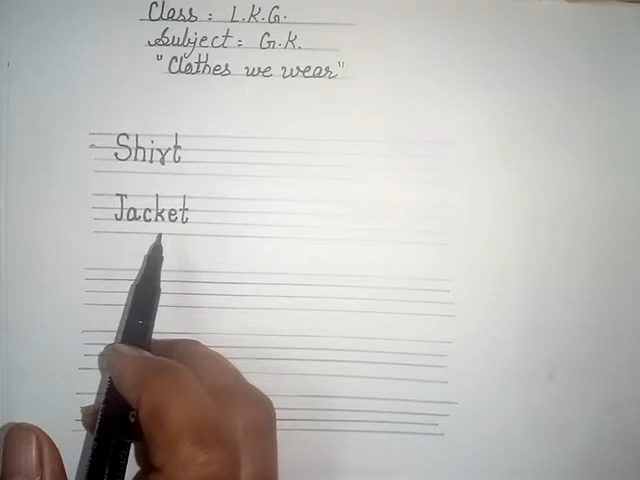 Class : L.K.G.
Subject : G.K.
"Clothes we wear"
Shirt
Jacket